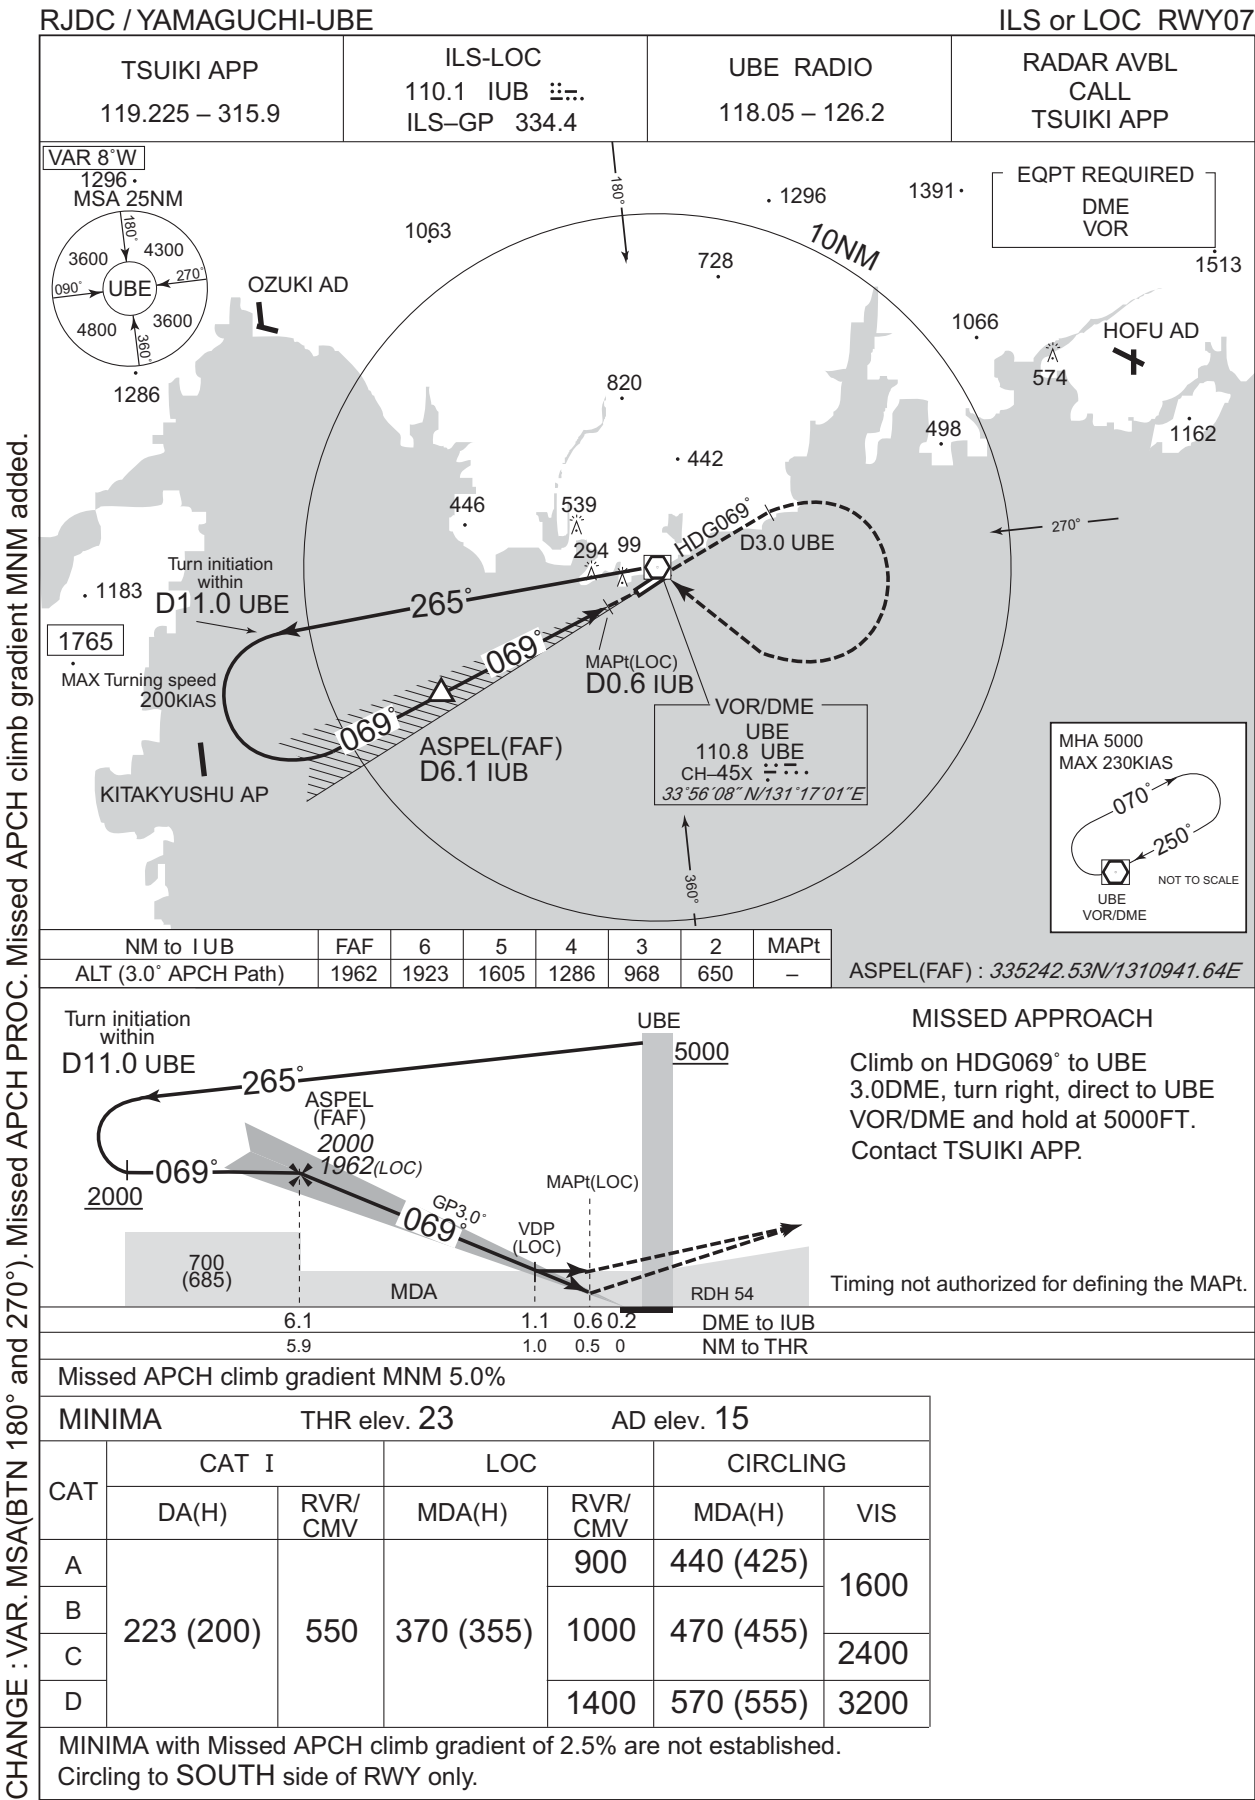 RJDC / YAMAGUCHI-UBE
ILS or LOC RWY07
TSUIKI APP
119.225 – 315.9
ILS-LOC
110.1 IUB
ILS–GP 334.4
UBE RADIO
118.05 – 126.2
RADAR AVBL
CALL
TSUIKI APP
VAR 8°W
1296
MSA 25NM
180°
3600
4300
090°
UBE
270°
4800
3600
360°
1286
OZUKI AD
1063
180°
1296
1391
EQPT REQUIRED
DME
VOR
1513
10NM
728
1066
HOFU AD
574
820
498
1162
442
446
539
294
99
HDG069°
D3.0 UBE
270°
Turn initiation
within
D11.0 UBE
1183
265°
1765
MAX Turning speed
200KIAS
069°
MAPt(LOC)
D0.6 IUB
069°
ASPEL(FAF)
D6.1 IUB
KITAKYUSHU AP
VOR/DME
UBE
110.8 UBE
CH–45X
33°56´08˝N/131°17´01˝E
360°
MHA 5000
MAX 230KIAS
070°
250°
NOT TO SCALE
UBE
VOR/DME
NM to IUB FAF 6 5 4 3 2 MAPt
ALT (3.0° APCH Path) 1962 1923 1605 1286 968 650 –
ASPEL(FAF) : 335242.53N/1310941.64E
Turn initiation
within
D11.0 UBE
UBE
5000
265°
ASPEL
(FAF)
2000
1962(LOC)
069°
2000
GP3.0°
069°
MAPt(LOC)
VDP
(LOC)
700
(685)
MDA
RDH 54
MISSED APPROACH
Climb on HDG069° to UBE
3.0DME, turn right, direct to UBE
VOR/DME and hold at 5000FT.
Contact TSUIKI APP.
Timing not authorized for defining the MAPt.
6.1 1.1 0.6 0.2 DME to IUB
5.9 1.0 0.5 0 NM to THR
Missed APCH climb gradient MNM 5.0%
MINIMA THR elev. 23 AD elev. 15
CAT
CAT I LOC CIRCLING
DA(H) RVR/CMV MDA(H) RVR/CMV MDA(H) VIS
A 900 440 (425)
1600
B
223 (200) 550 370 (355) 1000 470 (455)
C 2400
D 1400 570 (555) 3200
MINIMA with Missed APCH climb gradient of 2.5% are not established.
Circling to SOUTH side of RWY only.
CHANGE : VAR. MSA(BTN 180° and 270°). Missed APCH PROC. Missed APCH climb gradient MNM added.